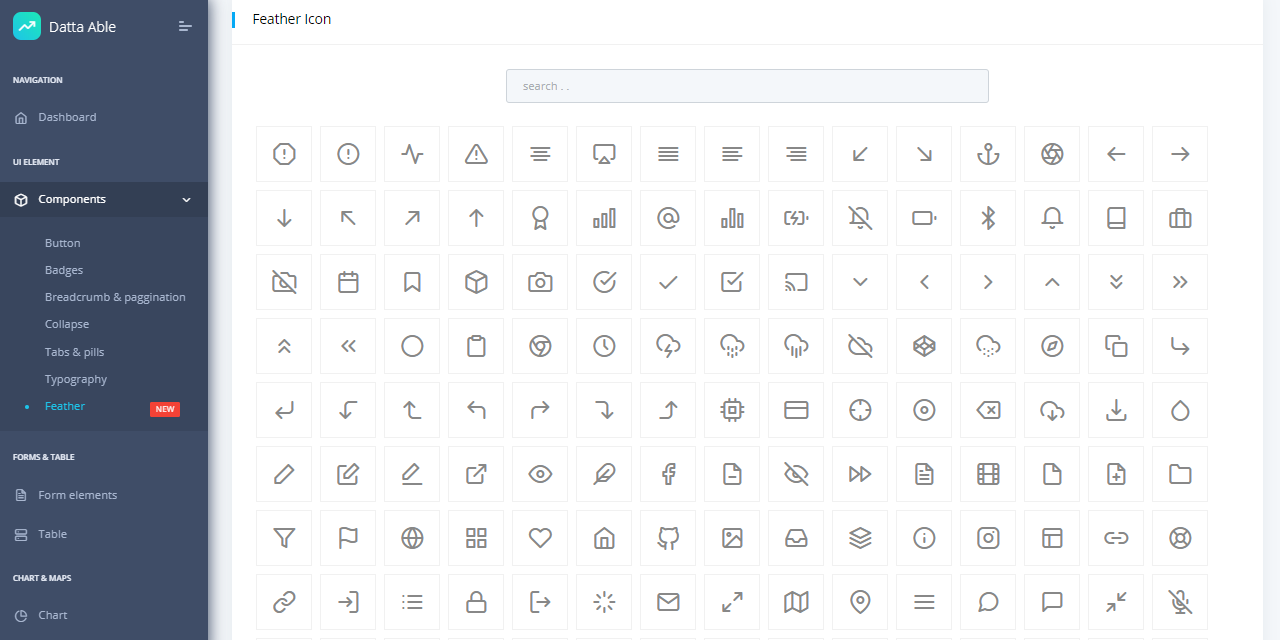 Datta Able
NAVIGATION
Dashboard
UI ELEMENT
Components
Button
Badges
Breadcrumb & paggination
Collapse
Tabs & pills
Typography
Feather
NEW
FORMS & TABLE
Form elements
Table
CHART & MAPS
Chart
Feather Icon
search . .